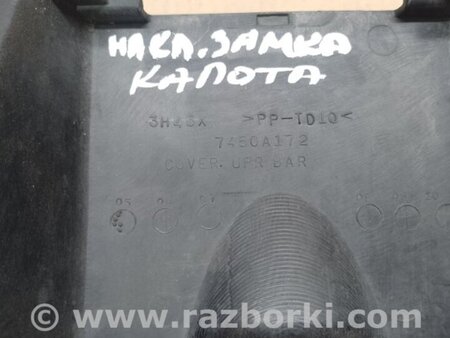 НАКЛ. ЗАМКА
КАПОТА
>PP-TD10<
7450A172
COVER, UPR BAR
© www.razborki.com